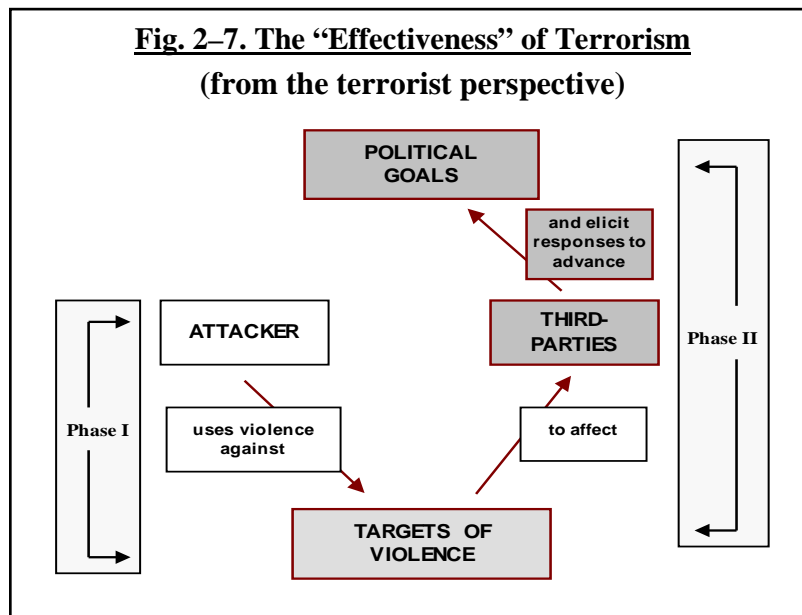 Fig. 2–7. The “Effectiveness” of Terrorism
(from the terrorist perspective)
POLITICAL
GOALS
and elicit
responses to
advance
ATTACKER
THIRD-
PARTIES
Phase II
Phase I
uses violence
against
to affect
TARGETS OF
VIOLENCE